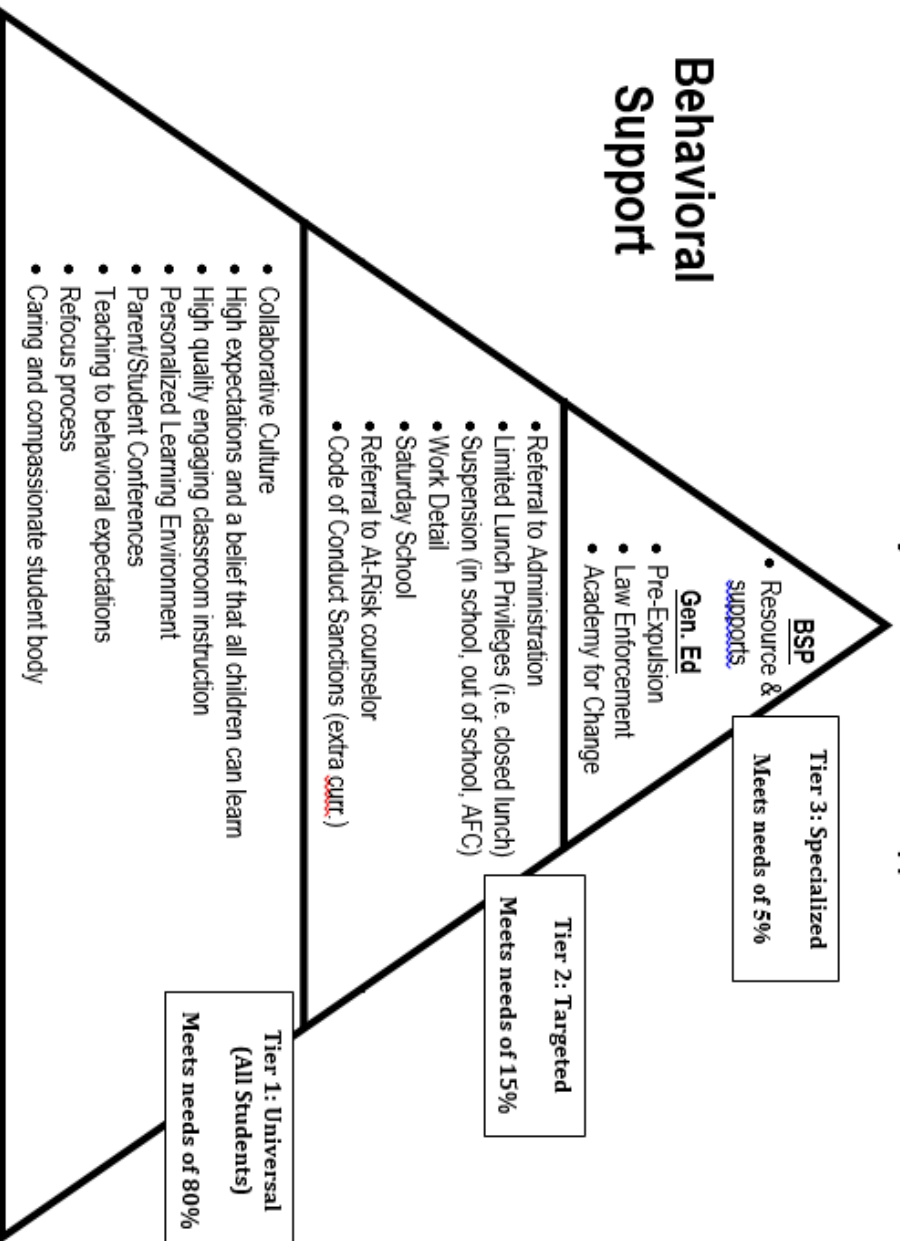 Behavioral
Support
BSP
• Resource &
supports
Gen. Ed
• Pre-Expulsion
• Law Enforcement
• Academy for Change
Tier 3: Specialized
Meets needs of 5%
• Referral to Administration
• Limited Lunch Privileges (i.e. closed lunch)
• Suspension (in school, out of school, AFC)
• Work Detail
• Saturday School
• Referral to At-Risk counselor
• Code of Conduct Sanctions (extra curr.)
Tier 2: Targeted
Meets needs of 15%
• Collaborative Culture
• High expectations and a belief that all children can learn
• High quality engaging classroom instruction
• Personalized Learning Environment
• Parent/Student Conferences
• Teaching to behavioral expectations
• Refocus process
• Caring and compassionate student body
Tier 1: Universal
(All Students)
Meets needs of 80%